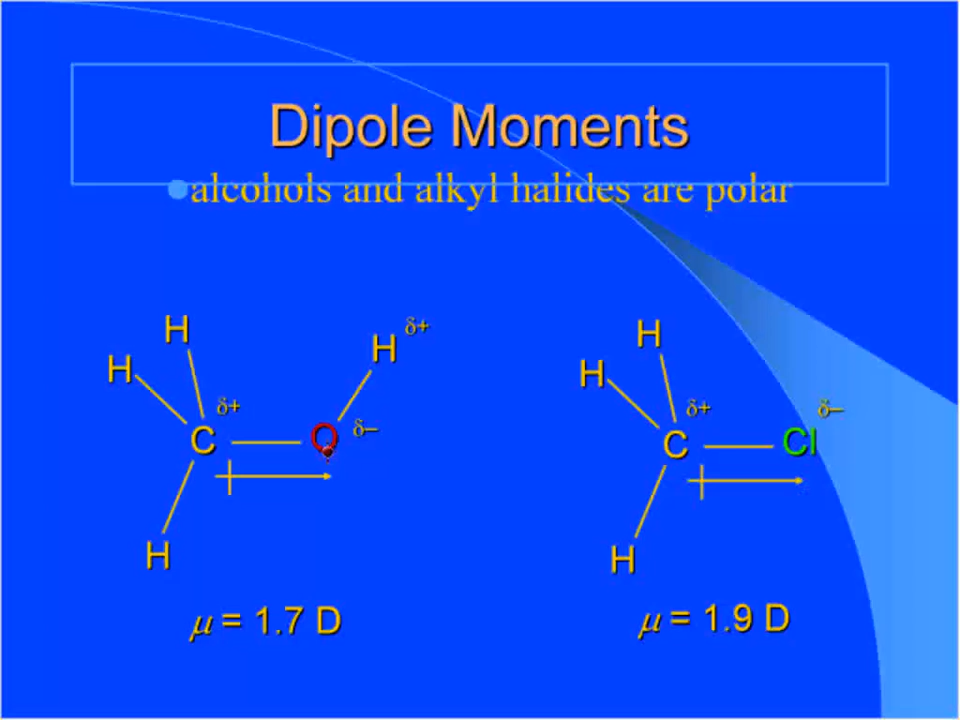 Dipole Moments
alcohols and alkyl halides are polar
H
H
H
δ+
C
δ+
O
δ−
H
μ = 1.7 D
H
H
C
δ+
Cl
δ−
H
μ = 1.9 D